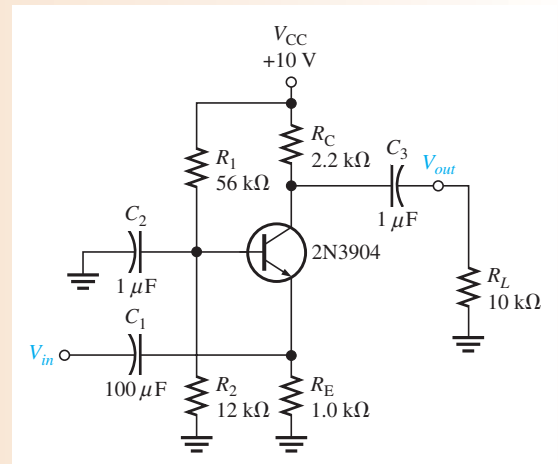 V_CC
+10 V
R_C
2.2 kΩ
C_3
V_out
R_1
56 kΩ
1 μF
C_2
2N3904
1 μF
R_L
10 kΩ
C_1
V_in
100 μF
R_2
12 kΩ
R_E
1.0 kΩ